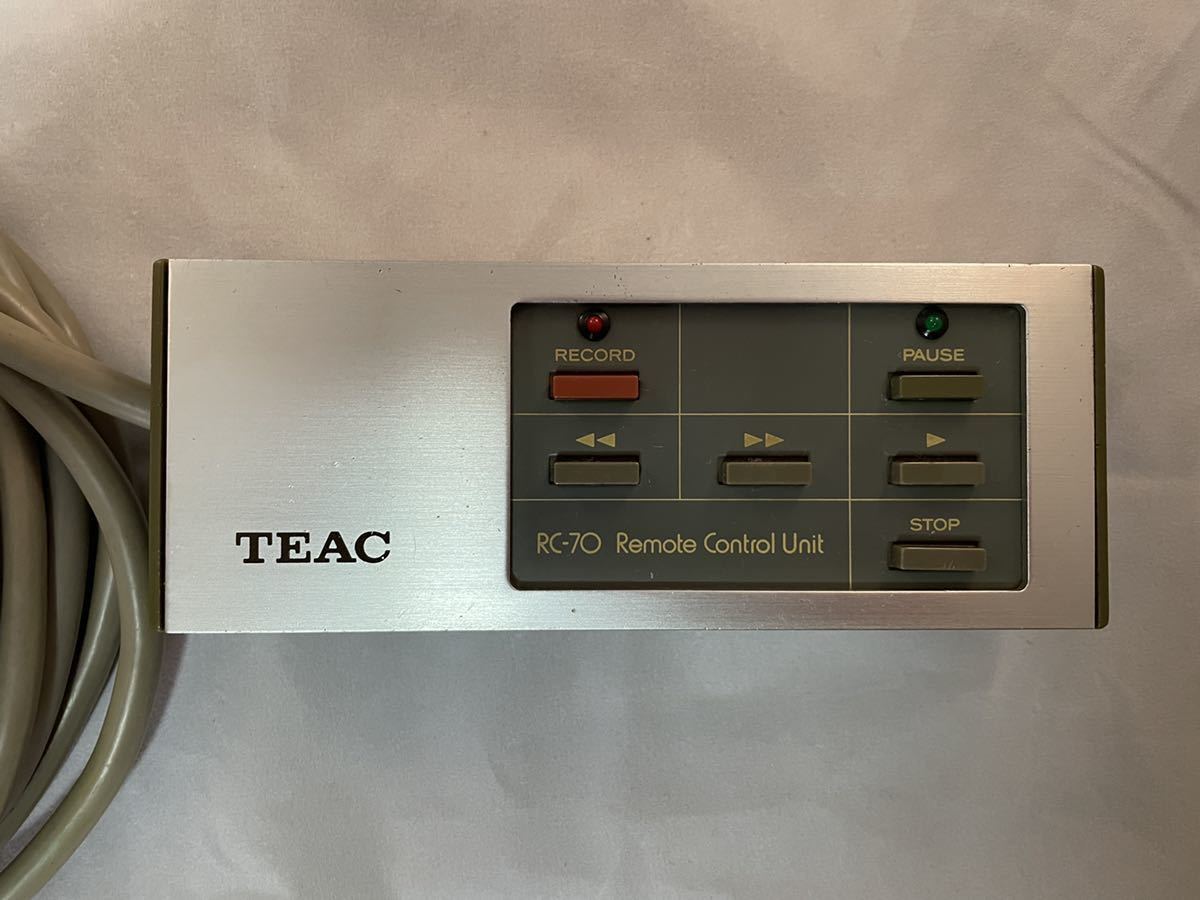 RECORD
PAUSE
◀◀
▶▶
▶
TEAC
RC-70 Remote Control Unit
STOP